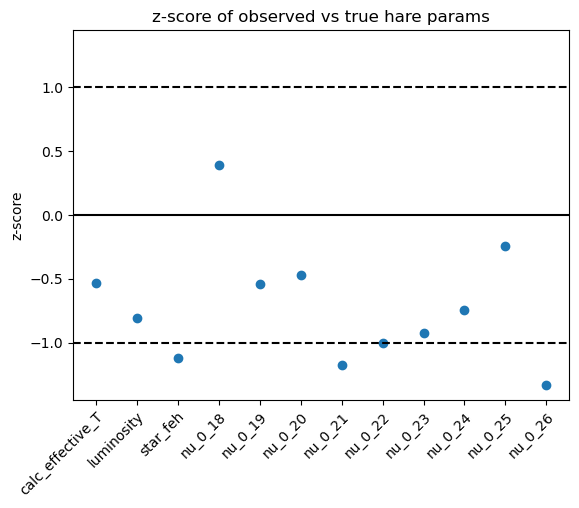 z-score of observed vs true hare params
z-score
1.0
0.5
0.0
−0.5
−1.0
calc_effective_T
luminosity
star_feh
nu_0_18
nu_0_19
nu_0_20
nu_0_21
nu_0_22
nu_0_23
nu_0_24
nu_0_25
nu_0_26